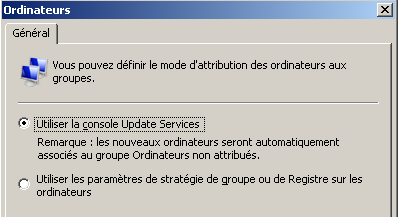 Ordinateurs
Général
Vous pouvez définir le mode d'attribution des ordinateurs aux
groupes.
Utiliser la console Update Services
Remarque : les nouveaux ordinateurs seront automatiquement
associés au groupe Ordinateurs non attribués.
Utiliser les paramètres de stratégie de groupe ou de Registre sur les
ordinateurs